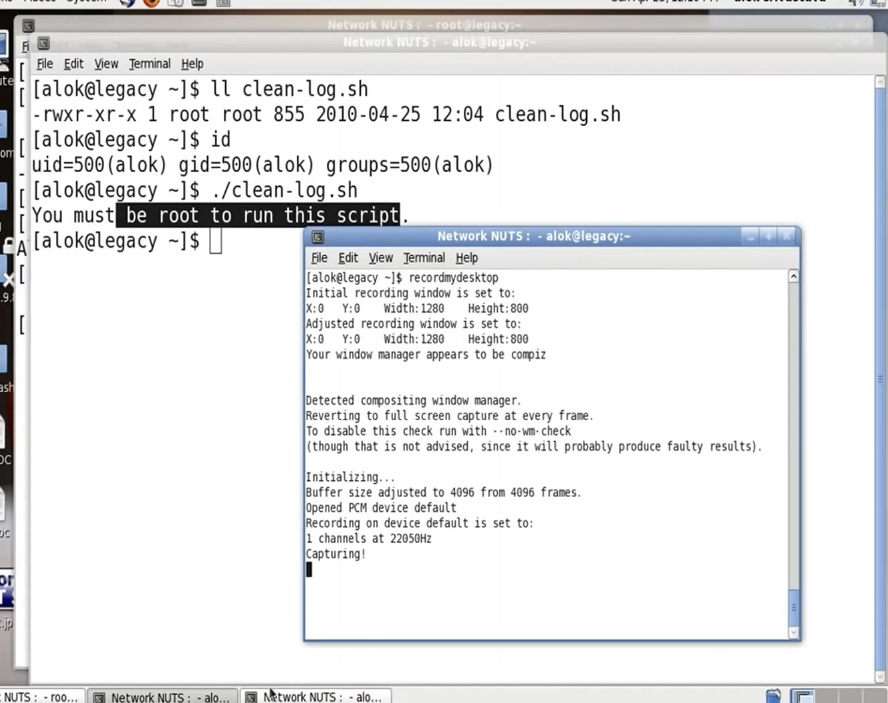 Places System
Network NUTS : - root@legacy:~
Network NUTS : - alok@legacy:~
File Edit View Terminal Help
[alok@legacy ~]$ ll clean-log.sh
-rwxr-xr-x 1 root root 855 2010-04-25 12:04 clean-log.sh
[alok@legacy ~]$ id
uid=500(alok) gid=500(alok) groups=500(alok)
[alok@legacy ~]$ ./clean-log.sh
You must be root to run this script.
[alok@legacy ~]$
Network NUTS : - alok@legacy:~
File Edit View Terminal Help
[alok@legacy ~]$ recordmydesktop
Initial recording window is set to:
X:0 Y:0 Width:1280 Height:800
Adjusted recording window is set to:
X:0 Y:0 Width:1280 Height:800
Your window manager appears to be compiz
Detected compositing window manager.
Reverting to full screen capture at every frame.
To disable this check run with --no-wm-check
(though that is not advised, since it will probably produce faulty results).
Initializing...
Buffer size adjusted to 4096 from 4096 frames.
Opened PCM device default
Recording on device default is set to:
1 channels at 22050Hz
Capturing!
NUTS : - roo... Network NUTS : - alo... Network NUTS : - alo...